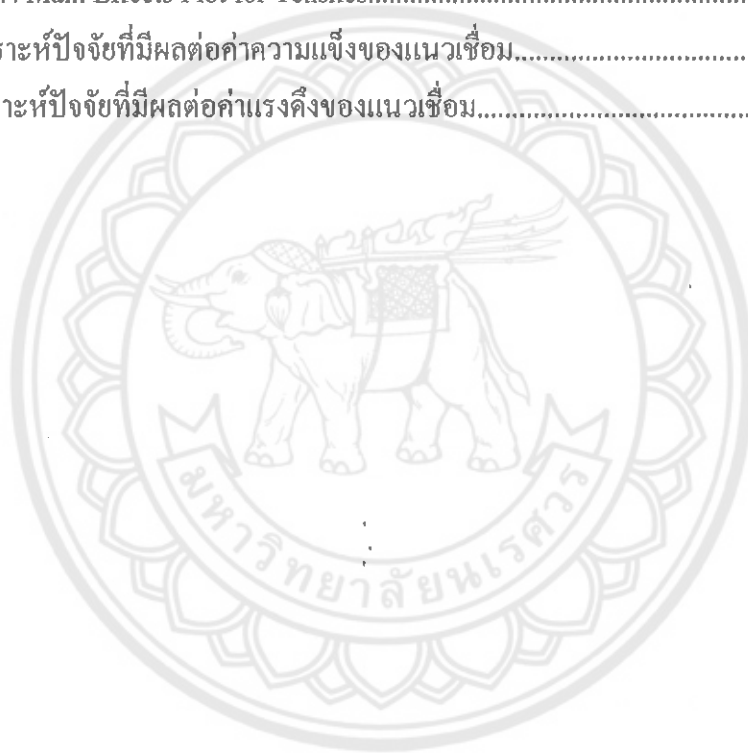 Main Effects Plot for
ราะห์ปัจจัยที่มีผลต่อค่าความแข็งของแนวเชื่อม
ราะห์ปัจจัยที่มีผลต่อค่าแรงดึงของแนวเชื่อม
มหาวิทยาลัยนเรศวร